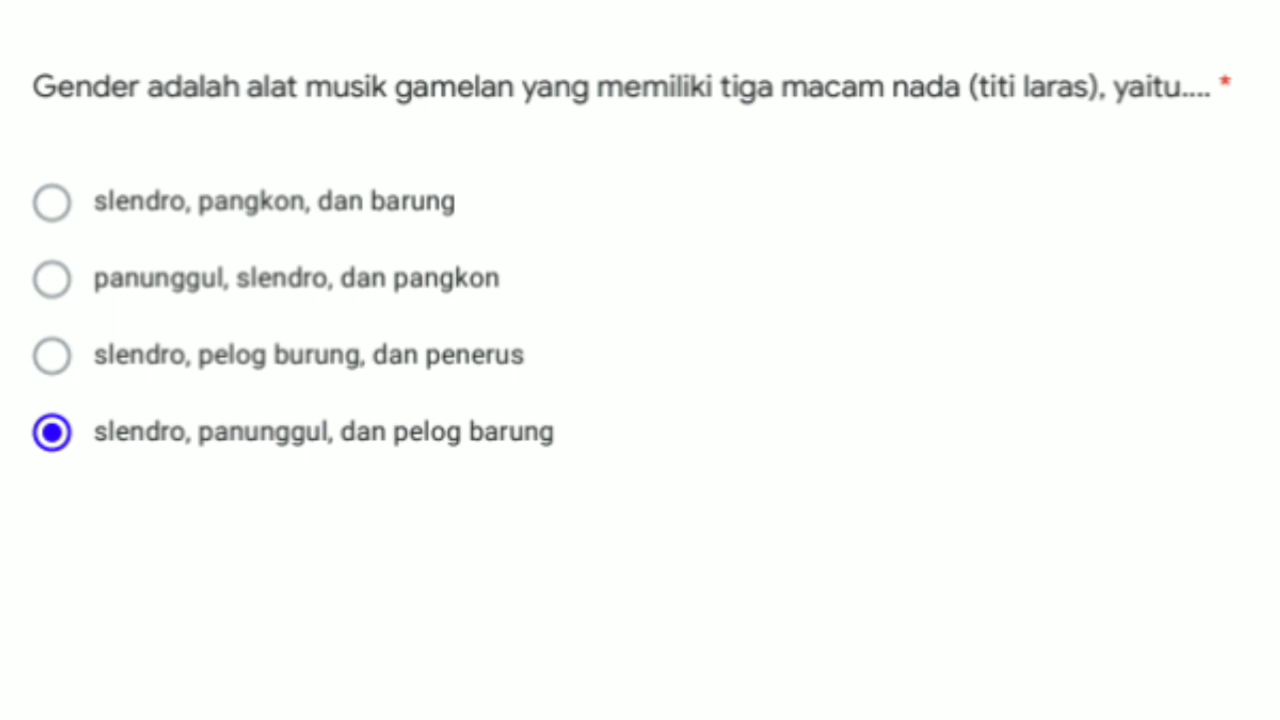 Gender adalah alat musik gamelan yang memiliki tiga macam nada (titi laras), yaitu.... *
slendro, pangkon, dan barung
panunggul, slendro, dan pangkon
slendro, pelog burung, dan penerus
slendro, panunggul, dan pelog barung